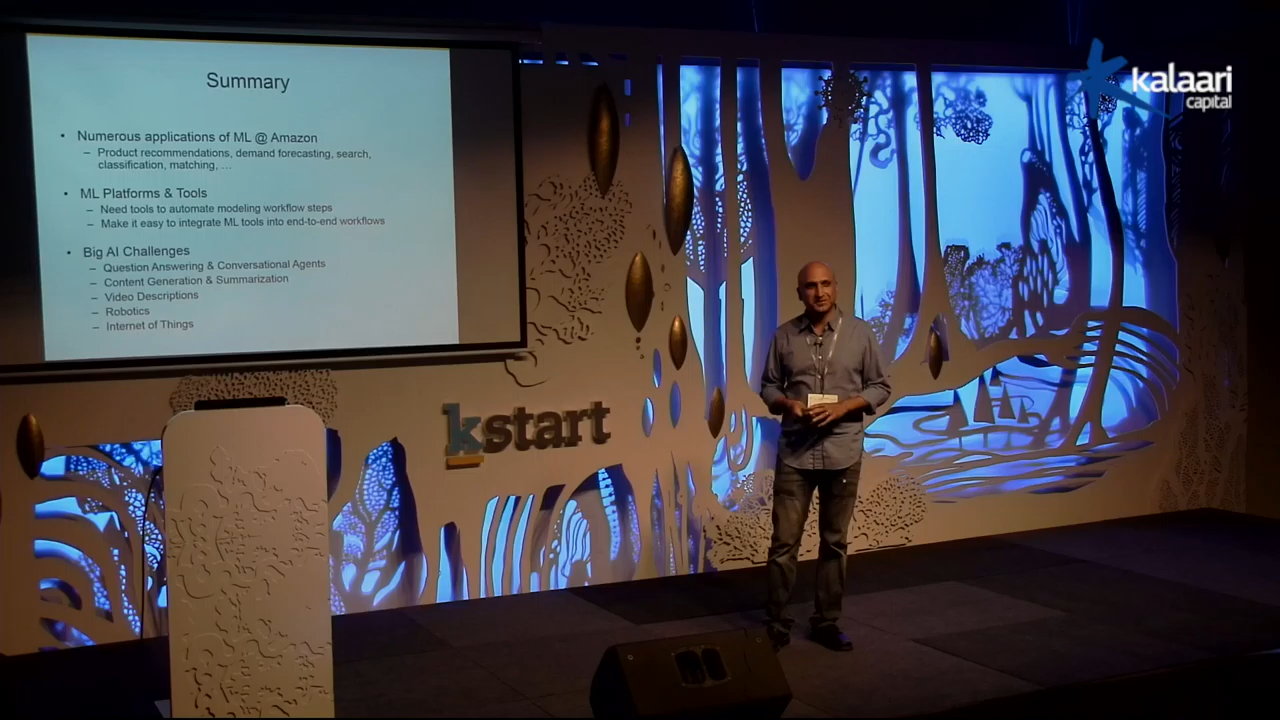 Summary
• Numerous applications of ML @ Amazon
– Product recommendations, demand forecasting, search,
classification, matching, …
• ML Platforms & Tools
– Need tools to automate modeling workflow steps
– Make it easy to integrate ML tools into end-to-end workflows
• Big AI Challenges
– Question Answering & Conversational Agents
– Content Generation & Summarization
– Video Descriptions
– Robotics
– Internet of Things
kalaari
capital
kstart